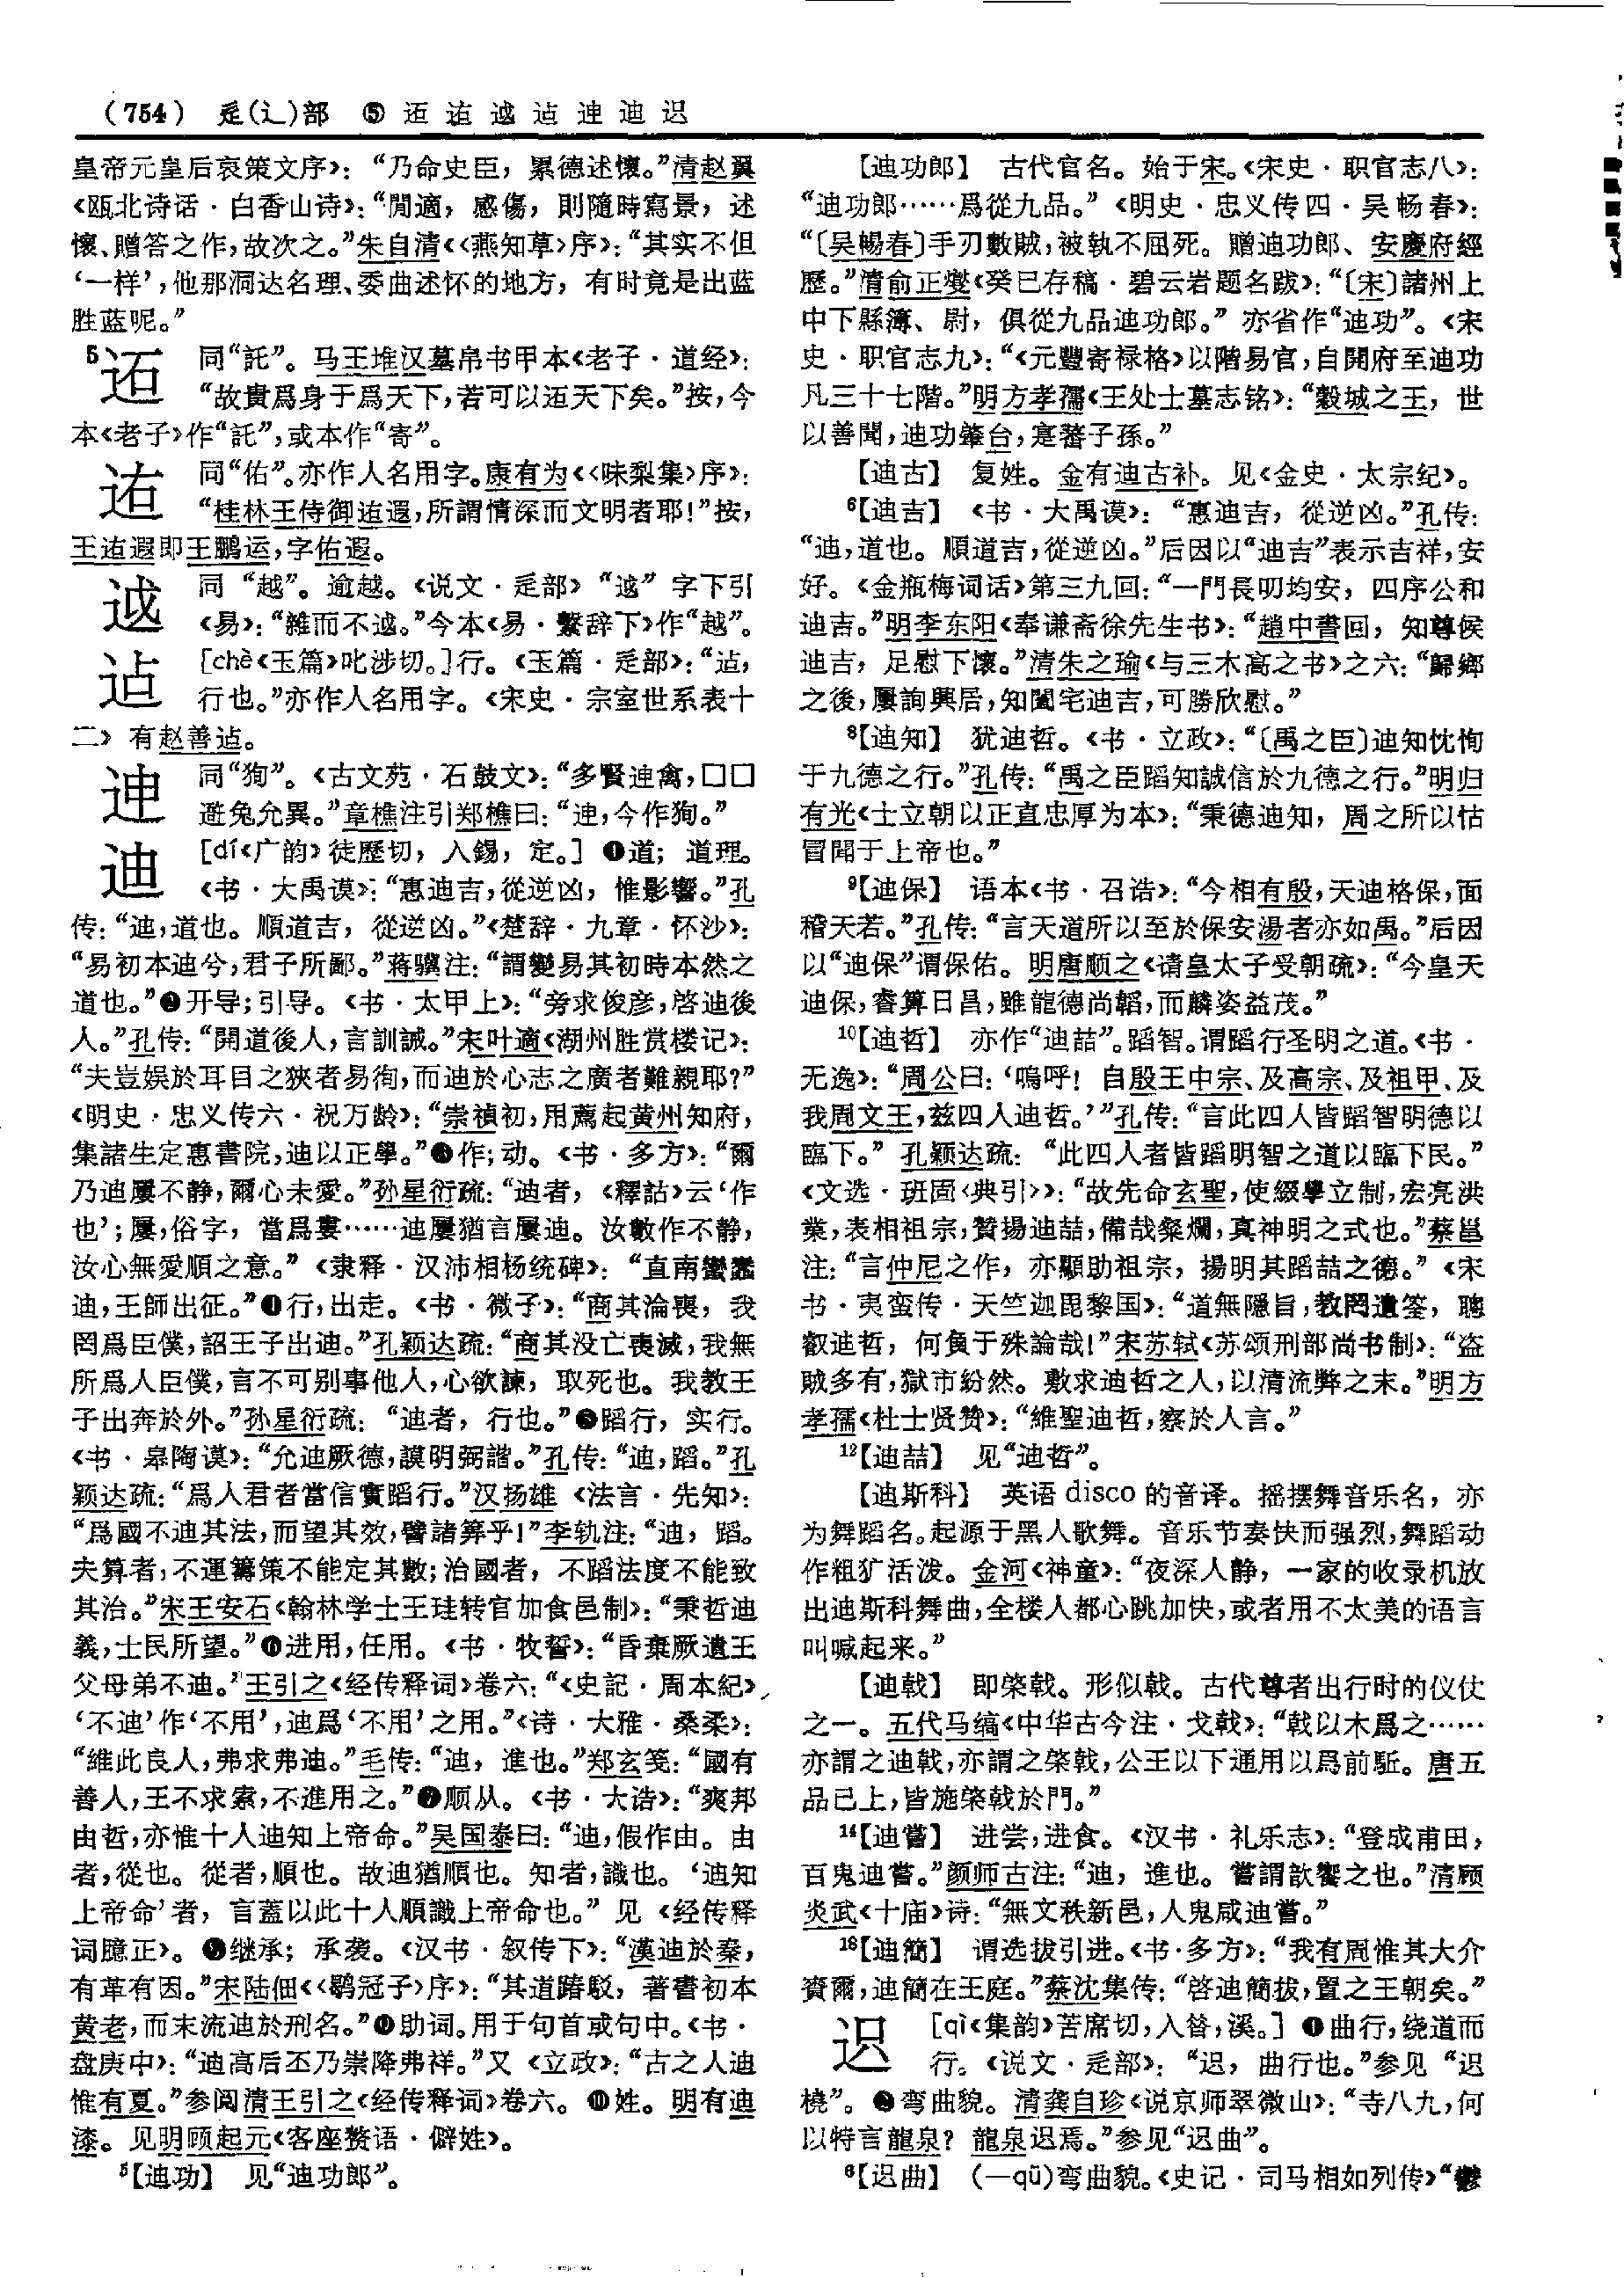 (754) 辵(辶)部 ⑤ 迊 迶 䢛 迠 迧 迪 迟
皇帝元皇后哀策文序》：“乃命史臣，累德述懷。”清赵翼
《瓯北诗话·白香山诗》：“閒適，感傷，則隨時寫景，述
懷、贈答之作，故次之。”朱自清《〈燕知草〉序》：“其实不但
‘一样’，他那洞达名理、委曲述怀的地方，有时竟是出蓝
胜蓝呢。”
5 同“託”。马王堆汉墓帛书甲本《老子·道经》：
“故貴爲身于爲天下，若可以 天下矣。”按，今
本《老子》作“託”，或本作“寄”。
同“佑”。亦作人名用字。康有为《〈味梨集〉序》：
“桂林王侍御 遐，所謂情深而文明者耶！”按，
王 遐即王鹏运，字佑遐。
同“越”。逾越。《说文·辵部》“ ”字下引
《易》：“雜而不 。”今本《易·繫辞下》作“越”。
迠 [chè《玉篇》叱涉切。]行。《玉篇·辵部》：“迠，
行也。”亦作人名用字。《宋史·宗室世系表十
二》有赵善迠。
迧 同“狗”。《古文苑·石鼓文》：“多賢迧禽，□□
逰兔允異。”章樵注引郑樵曰：“迧，今作狗。”
迪 [dí《广韵》徒歷切，入錫，定。] ❶道；道理。
《书·大禹谟》：“惠迪吉，從逆凶，惟影響。”孔
传：“迪，道也。順道吉，從逆凶。”《楚辞·九章·怀沙》：
“易初本迪兮，君子所鄙。”蒋骥注：“謂變易其初時本然之
道也。”❷开导；引导。《书·太甲上》：“旁求俊彦，啓迪後
人。”孔传：“開道後人，言訓誡。”宋叶適《湖州胜赏楼记》：
“夫豈娱於耳目之狹者易徇，而迪於心志之廣者難親耶？”
《明史·忠义传六·祝万龄》：“崇禎初，用薦起黄州知府，
集諸生定惠書院，迪以正學。”❸作；动。《书·多方》：“爾
乃迪屢不静，爾心未愛。”孙星衍疏：“迪者，《釋詁》云‘作
也’；屢，俗字，當爲婁……迪屢猶言屢迪。汝數作不静，
汝心無愛順之意。”《隶释·汉沛相杨统碑》：“直南蠻蠢
迪，王師出征。”❹行，出走。《书·微子》：“商其淪喪，我
罔爲臣僕，詔王子出迪。”孔颖达疏：“商其没亡喪滅，我無
所爲人臣僕，言不可别事他人，心欲諫，取死也。我教王
子出奔於外。”孙星衍疏：“迪者，行也。”❺蹈行，实行。
《书·皋陶谟》：“允迪厥德，謨明弼諧。”孔传：“迪，蹈。”孔
颖达疏：“爲人君者當信實蹈行。”汉扬雄《法言·先知》：
“爲國不迪其法，而望其效，譬諸算乎！”李轨注：“迪，蹈。
夫算者，不運籌策不能定其數；治國者，不蹈法度不能致
其治。”宋王安石《翰林学士王珪转官加食邑制》：“秉哲迪
義，士民所望。”❻进用，任用。《书·牧誓》：“昏棄厥遺王
父母弟不迪。”王引之《经传释词》卷六：“《史記·周本紀》，
‘不迪’作‘不用’，迪爲‘不用’之用。”《诗·大雅·桑柔》：
“維此良人，弗求弗迪。”毛传：“迪，進也。”郑玄笺：“國有
善人，王不求索，不進用之。”❼顺从。《书·大诰》：“爽邦
由哲，亦惟十人迪知上帝命。”吴国泰曰：“迪，假作由。由
者，從也。從者，順也。故迪猶順也。知者，識也。‘迪知
上帝命’者，言蓋以此十人順識上帝命也。”见《经传释
词臆正》。❽继承；承袭。《汉书·叙传下》：“漢迪於秦，
有革有因。”宋陆佃《〈鹖冠子〉序》：“其道踳駁，著書初本
黄老，而末流迪於刑名。”❾助词。用于句首或句中。《书·
盘庚中》：“迪高后丕乃崇降弗祥。”又《立政》：“古之人迪
惟有夏。”参阅清王引之《经传释词》卷六。❿姓。明有迪
漆。见明顾起元《客座赘语·僻姓》。
5【迪功】 见“迪功郎”。
【迪功郎】 古代官名。始于宋。《宋史·职官志八》：
“迪功郎……爲從九品。”《明史·忠义传四·吴畅春》：
“〔吴暢春〕手刃數賊，被執不屈死。贈迪功郎、安慶府經
歷。”清俞正燮《癸巳存稿·碧云岩题名跋》：“〔宋〕諸州上
中下縣簿、尉，俱從九品迪功郎。”亦省作“迪功”。《宋
史·职官志九》：“《元豐寄禄格》以階易官，自開府至迪功
凡三十七階。”明方孝孺《王处士墓志铭》：“穀城之王，世
以善聞，迪功肇台，寔蕃子孫。”
【迪古】 复姓。金有迪古补。见《金史·太宗纪》。
6【迪吉】 《书·大禹谟》：“惠迪吉，從逆凶。”孔传：
“迪，道也。順道吉，從逆凶。”后因以“迪吉”表示吉祥，安
好。《金瓶梅词话》第三九回：“一門長叨均安，四序公和
迪吉。”明李东阳《奉谦斋徐先生书》：“趙中書回，知尊侯
迪吉，足慰下懷。”清朱之瑜《与三木高之书》之六：“歸鄉
之後，屢詢興居，知闔宅迪吉，可勝欣慰。”
8【迪知】 犹迪哲。《书·立政》：“〔禹之臣〕迪知忱恂
于九德之行。”孔传：“禹之臣蹈知誠信於九德之行。”明归
有光《士立朝以正直忠厚为本》：“秉德迪知，周之所以怙
冒聞于上帝也。”
9【迪保】 语本《书·召诰》：“今相有殷，天迪格保，面
稽天若。”孔传：“言天道所以至於保安湯者亦如禹。”后因
以“迪保”谓保佑。明唐顺之《请皇太子受朝疏》：“今皇天
迪保，睿算日昌，雖龍德尚韜，而麟姿益茂。”
10【迪哲】 亦作“迪喆”。蹈智。谓蹈行圣明之道。《书·
无逸》：“周公曰：‘嗚呼！自殷王中宗、及高宗、及祖甲、及
我周文王，兹四人迪哲。’”孔传：“言此四人皆蹈智明德以
臨下。”孔颖达疏：“此四人者皆蹈明智之道以臨下民。”
《文选·班固〈典引〉》：“故先命玄聖，使綴學立制，宏亮洪
業，表相祖宗，贊揚迪喆，備哉粲爛，真神明之式也。”蔡邕
注：“言仲尼之作，亦顯助祖宗，揚明其蹈喆之德。”《宋
书·夷蛮传·天竺迦毘黎国》：“道無隱旨，教罔遺筌，聰
叡迪哲，何負于殊論哉！”宋苏轼《苏颂刑部尚书制》：“盗
賊多有，獄市紛然。敷求迪哲之人，以清流弊之末。”明方
孝孺《杜士贤赞》：“維聖迪哲，察於人言。”
12【迪喆】 见“迪哲”。
【迪斯科】 英语 disco 的音译。摇摆舞音乐名，亦
为舞蹈名。起源于黑人歌舞。音乐节奏快而强烈，舞蹈动
作粗犷活泼。金河《神童》：“夜深人静，一家的收录机放
出迪斯科舞曲，全楼人都心跳加快，或者用不太美的语言
叫喊起来。”
【迪戟】 即棨戟。形似戟。古代尊者出行时的仪仗
之一。五代马缟《中华古今注·戈戟》：“戟以木爲之……
亦謂之迪戟，亦謂之棨戟，公王以下通用以爲前駈。唐五
品已上，皆施棨戟於門。”
14【迪嘗】 进尝，进食。《汉书·礼乐志》：“登成甫田，
百鬼迪嘗。”颜师古注：“迪，進也。嘗謂歆饗之也。”清顾
炎武《十庙》诗：“無文秩新邑，人鬼咸迪嘗。”
18【迪簡】 谓选拔引进。《书·多方》：“我有周惟其大介
賚爾，迪簡在王庭。”蔡沈集传：“啓迪簡拔，置之王朝矣。”
迟 [qì《集韵》苦席切，入昔，溪。] ❶曲行，绕道而
行。《说文·辵部》：“迟，曲行也。”参见“迟
橈”。❷弯曲貌。清龚自珍《说京师翠微山》：“寺八九，何
以特言龍泉？龍泉迟焉。”参见“迟曲”。
6【迟曲】 （—qū）弯曲貌。《史记·司马相如列传》“鬱